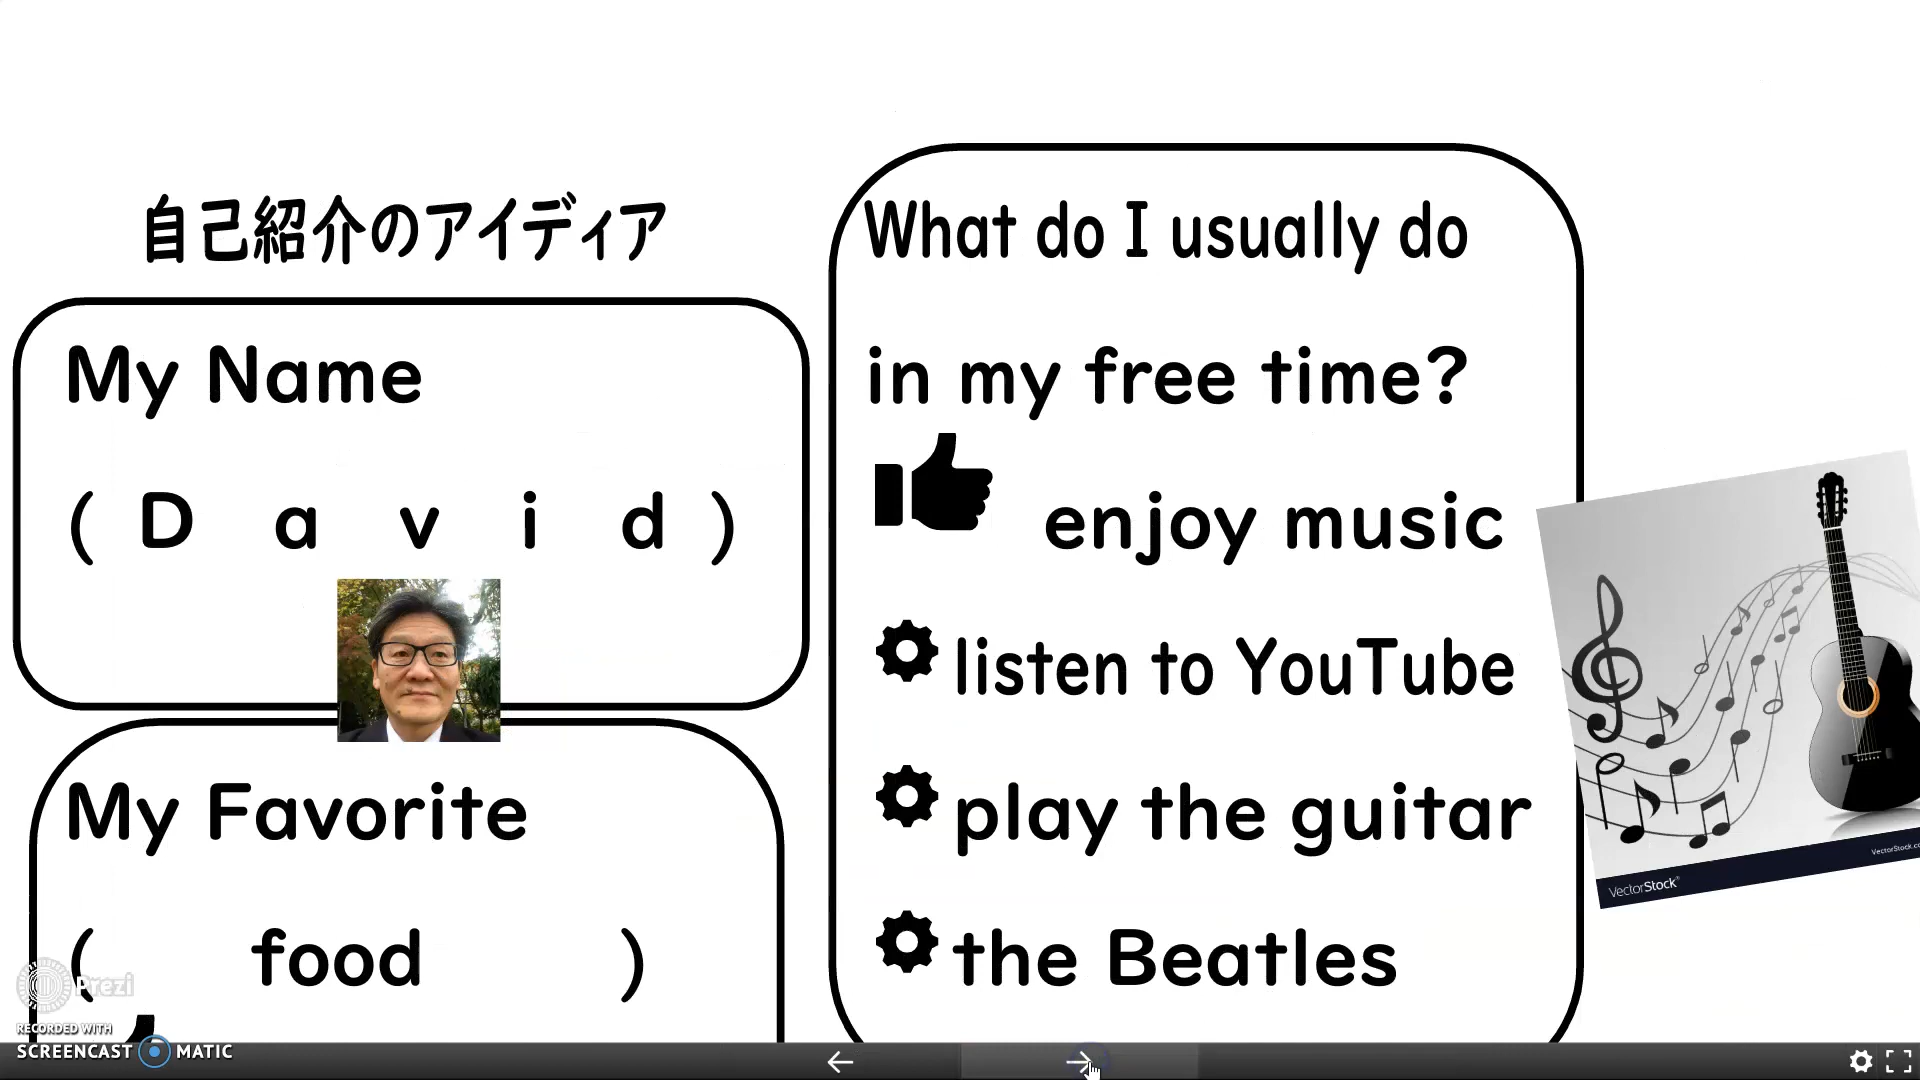 自己紹介のアイディア
My Name
( D a v i d )
My Favorite
( food )
What do I usually do
in my free time?
enjoy music
listen to YouTube
play the guitar
the Beatles
VectorStock®
VectorStock.co
Prezi
RECORDED WITH
SCREENCAST MATIC